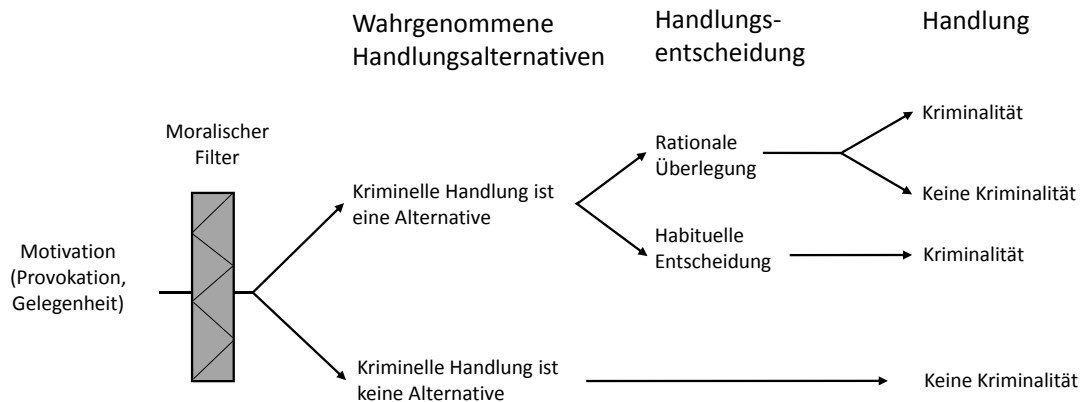 Wahrgenommene
Handlungsalternativen
Handlungs-
entscheidung
Handlung
Moralischer
Filter
Motivation
(Provokation,
Gelegenheit)
Kriminelle Handlung ist
eine Alternative
Rationale
Überlegung
Kriminalität
Keine Kriminalität
Habituelle
Entscheidung
Kriminalität
Kriminelle Handlung ist
keine Alternative
Keine Kriminalität